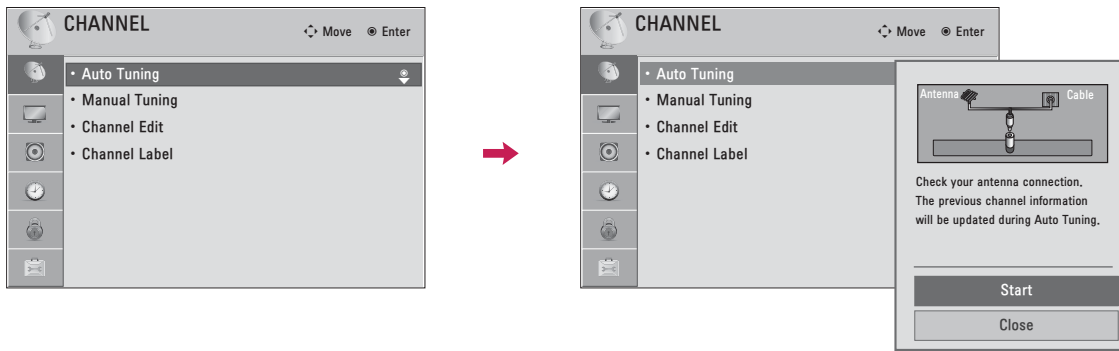 CHANNEL
Move Enter
• Auto Tuning
• Manual Tuning
• Channel Edit
• Channel Label
CHANNEL
Move Enter
• Auto Tuning
• Manual Tuning
• Channel Edit
• Channel Label
Antenna Cable
Check your antenna connection.
The previous channel information
will be updated during Auto Tuning.
Start
Close